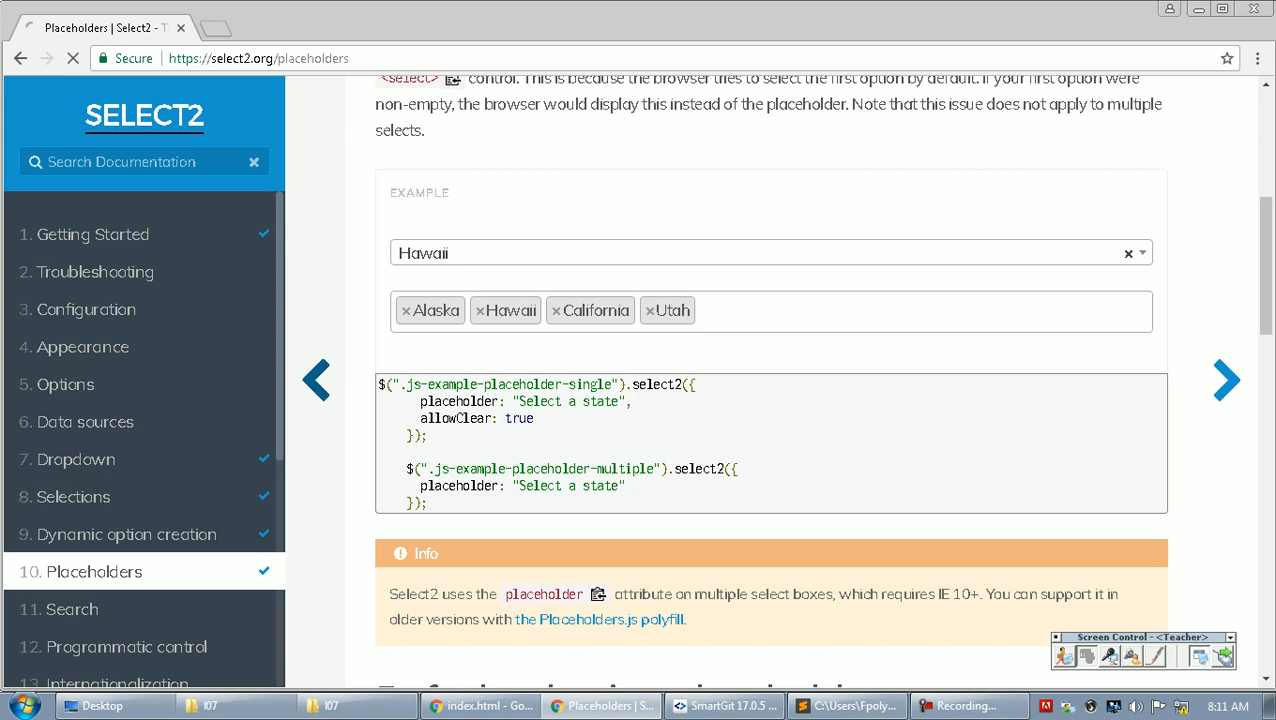 Placeholders | Select2 - T
Secure
https://select2.org/placeholders
SELECT2
Search Documentation
1. Getting Started
2. Troubleshooting
3. Configuration
4. Appearance
5. Options
6. Data sources
7. Dropdown
8. Selections
9. Dynamic option creation
10. Placeholders
11. Search
12. Programmatic control
13. Internationalization
<select> control. This is because the browser tries to select the first option by default. If your first option were
non-empty, the browser would display this instead of the placeholder. Note that this issue does not apply to multiple
selects.
EXAMPLE
Hawaii
×Alaska ×Hawaii ×California ×Utah
$(".js-example-placeholder-single").select2({
placeholder: "Select a state",
allowClear: true
});
$(".js-example-placeholder-multiple").select2({
placeholder: "Select a state"
});
Info
Select2 uses the placeholder attribute on multiple select boxes, which requires IE 10+. You can support it in
older versions with the Placeholders.js polyfill.
Screen Control - <Teacher>
Desktop
I07
I07
index.html - Go...
Placeholders | S...
SmartGit 17.0.5 ...
C:\Users\Fpoly...
Recording...
8:11 AM